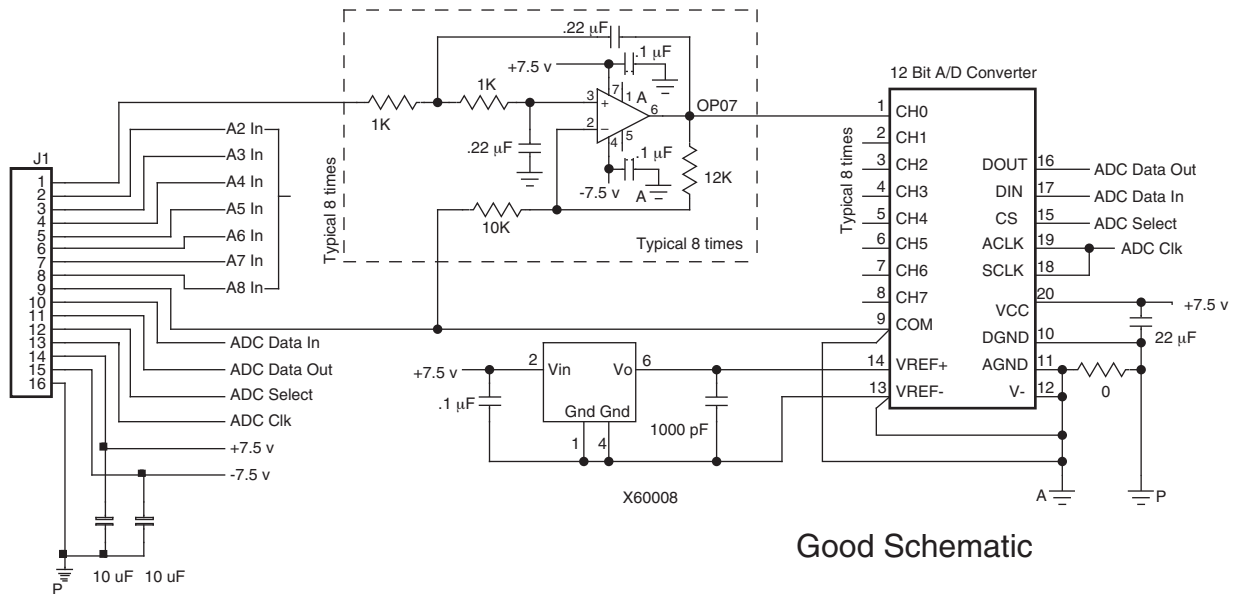 .22 µF
.1 µF
+7.5 v
12 Bit A/D Converter
1K
1K
3
+
7
1
A
6
OP07
2
–
4
5
.22 µF
.1 µF
-7.5 v
A
12K
10K
Typical 8 times
Typical 8 times
Typical 8 times
J1
1
2
3
4
5
6
7
8
9
10
11
12
13
14
15
16
A2 In
A3 In
A4 In
A5 In
A6 In
A7 In
A8 In
ADC Data In
ADC Data Out
ADC Select
ADC Clk
+7.5 v
-7.5 v
10 uF
10 uF
P
1 CH0
2 CH1
3 CH2
4 CH3
5 CH4
6 CH5
7 CH6
8 CH7
9 COM
14 VREF+
13 VREF-
DOUT 16 ADC Data Out
DIN 17 ADC Data In
CS 15 ADC Select
ACLK 19 ADC Clk
SCLK 18
VCC 20 +7.5 v
DGND 10 22 µF
AGND 11
V- 12
0
A
P
+7.5 v
2 Vin
Vo 6
.1 µF
Gnd Gnd
1 4
1000 pF
X60008
Good Schematic